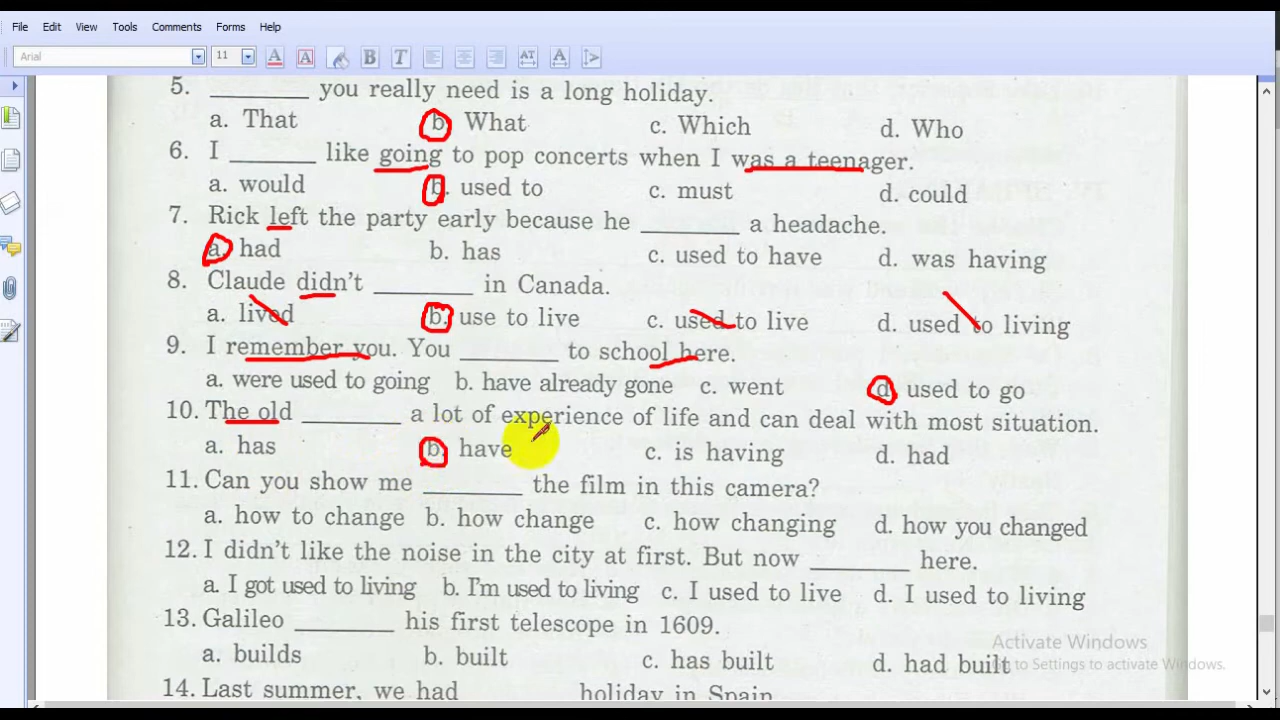 File Edit View Tools Comments Forms Help
Arial 11
5. ________ you really need is a long holiday.
a. That b. What c. Which d. Who
6. I ________ like going to pop concerts when I was a teenager.
a. would b. used to c. must d. could
7. Rick left the party early because he ________ a headache.
a. had b. has c. used to have d. was having
8. Claude didn't ________ in Canada.
a. lived b. use to live c. used to live d. used to living
9. I remember you. You ________ to school here.
a. were used to going b. have already gone c. went d. used to go
10. The old ________ a lot of experience of life and can deal with most situation.
a. has b. have c. is having d. had
11. Can you show me ________ the film in this camera?
a. how to change b. how change c. how changing d. how you changed
12. I didn't like the noise in the city at first. But now ________ here.
a. I got used to living b. I'm used to living c. I used to live d. I used to living
13. Galileo ________ his first telescope in 1609.
a. builds b. built c. has built d. had built
Activate Windows
to Settings to activate Windows.
14. Last summer, we had ________ holiday in Spain